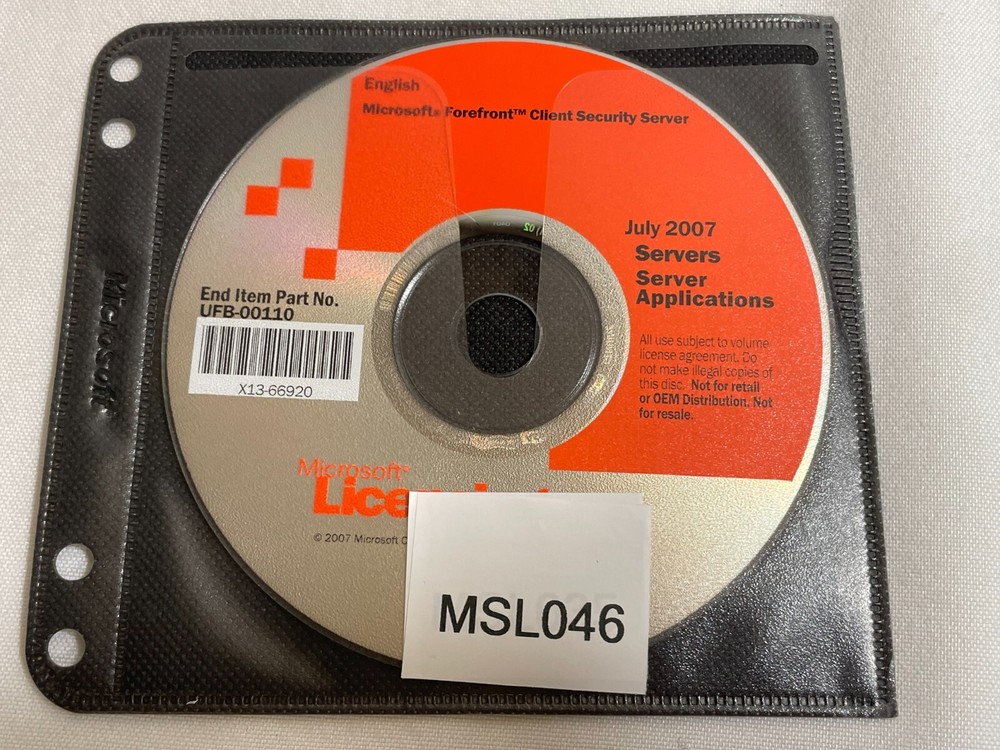 English
Microsoft® Forefront™ Client Security Server
July 2007
Servers
Server
Applications
All use subject to volume
license agreement. Do
not make illegal copies of
this disc. Not for retail
or OEM Distribution. Not
for resale.
End Item Part No.
UFB-00110
X13-66920
Microsoft
Microsoft®
© 2007 Microsoft
MSL046